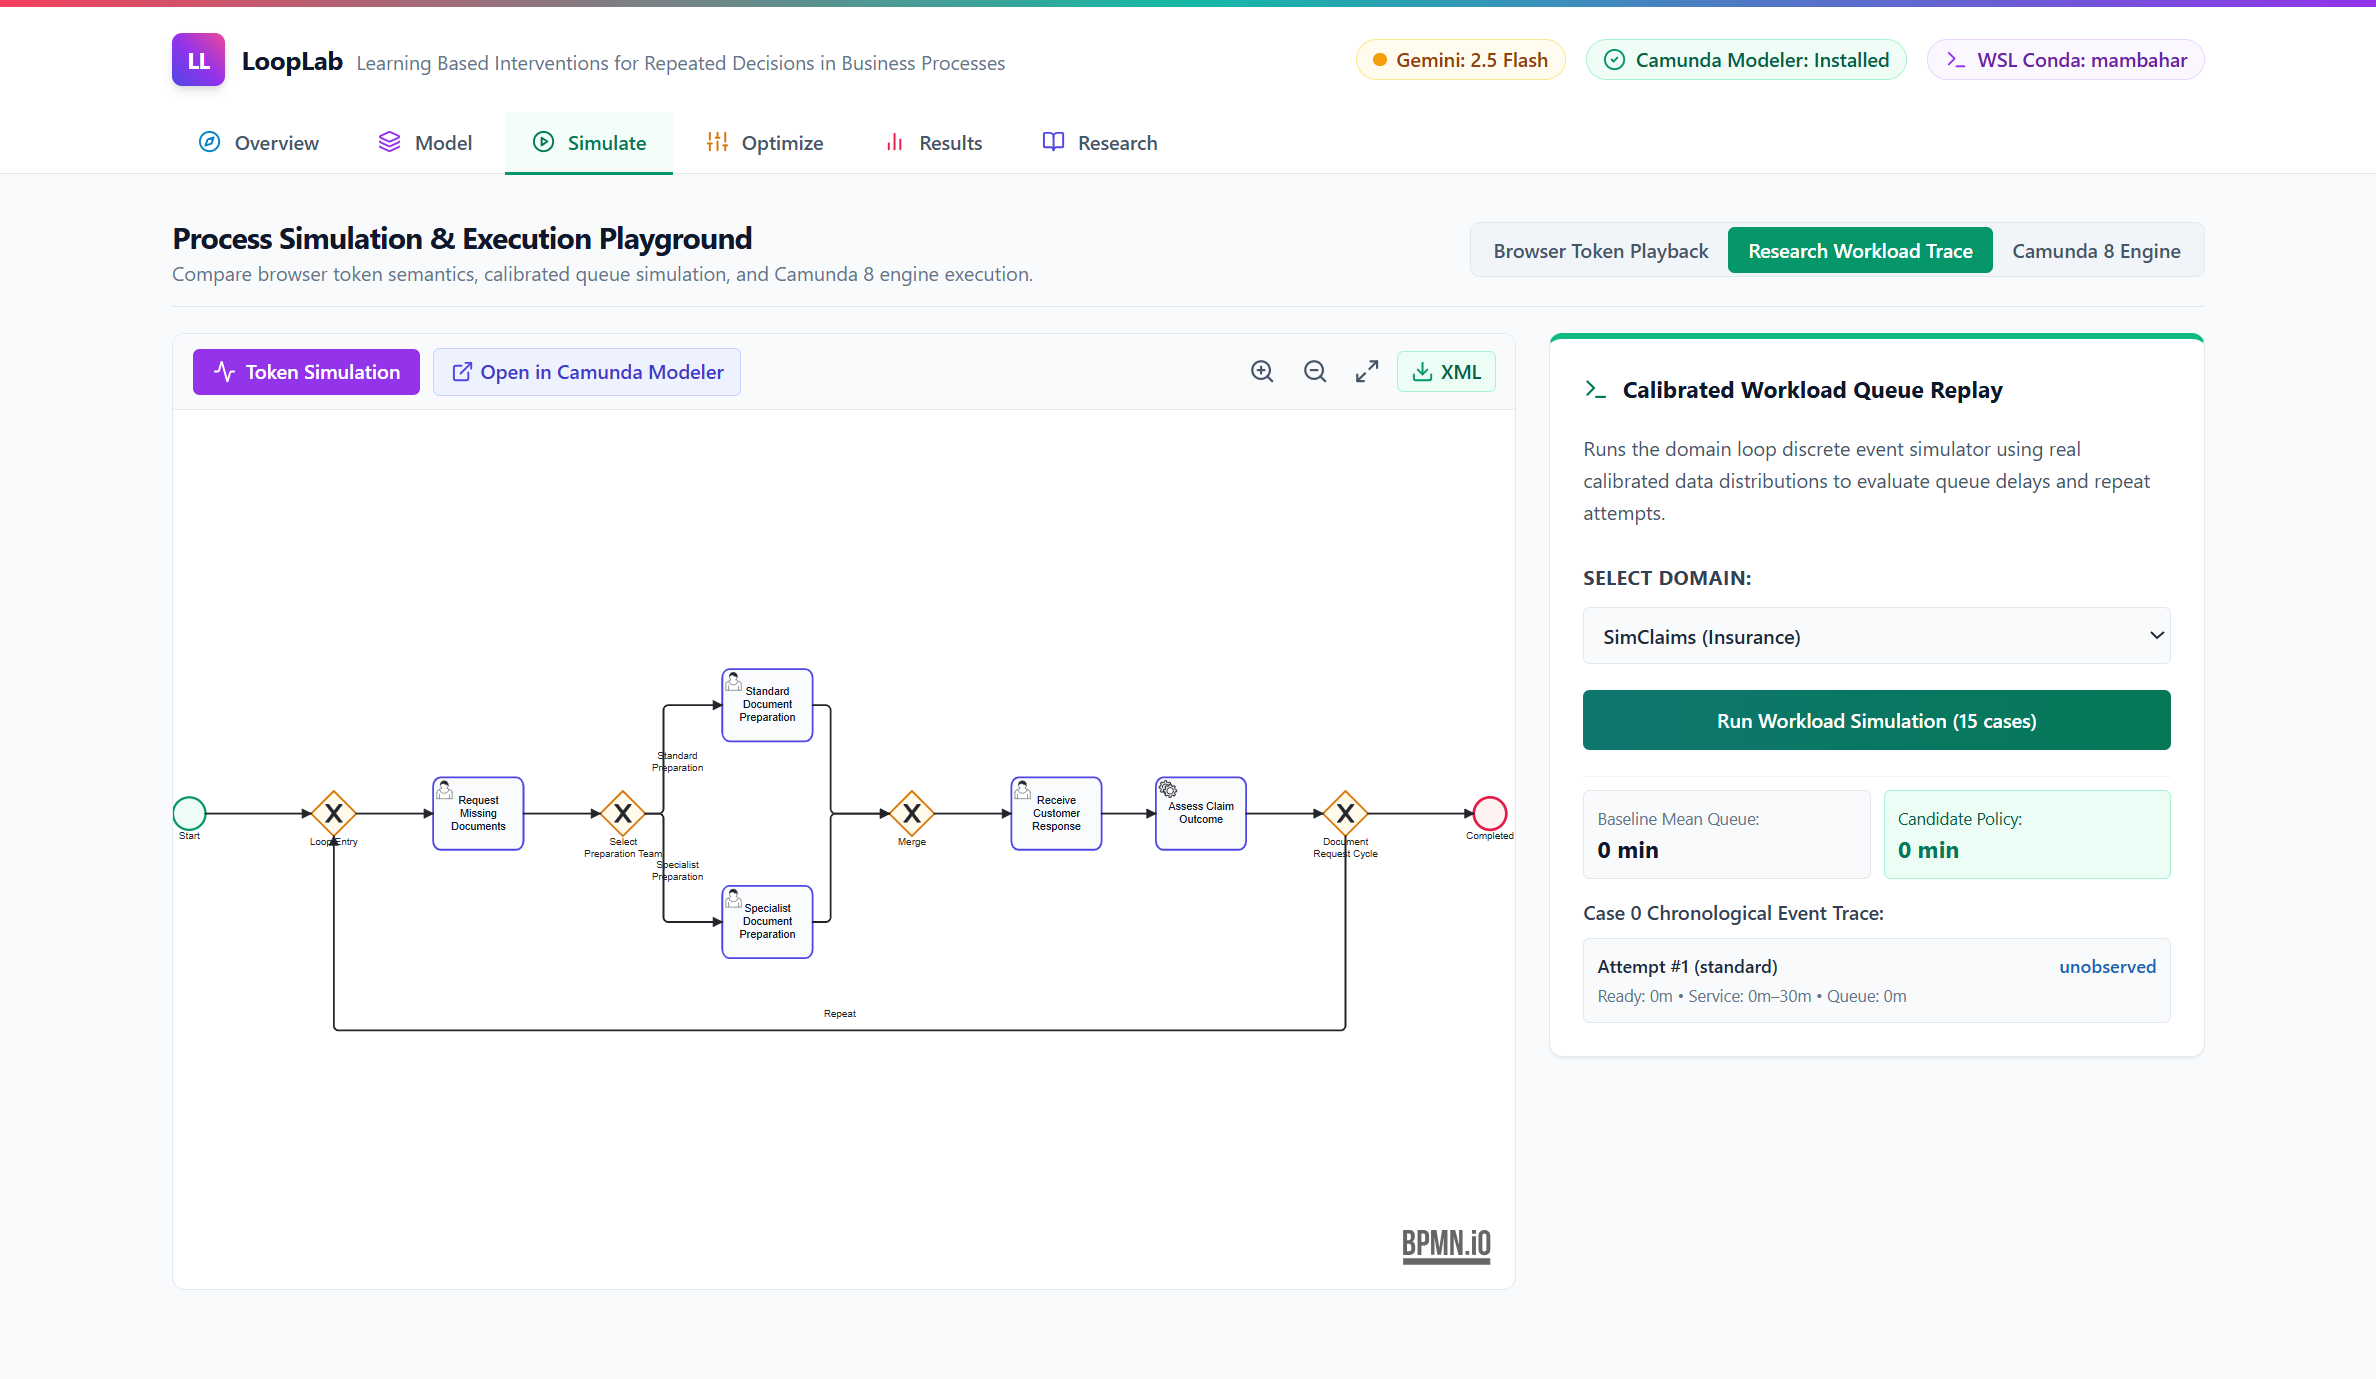 LL
LoopLab
Learning Based Interventions for Repeated Decisions in Business Processes
Gemini: 2.5 Flash
Camunda Modeler: Installed
WSL Conda: mambahar
Overview
Model
Simulate
Optimize
Results
Research
Process Simulation & Execution Playground
Compare browser token semantics, calibrated queue simulation, and Camunda 8 engine execution.
Browser Token Playback
Research Workload Trace
Camunda 8 Engine
Token Simulation
Open in Camunda Modeler
XML
Start
Loop Entry
Request
Missing
Documents
Select
Preparation Team
Standard
Preparation
Specialist
Preparation
Standard
Document
Preparation
Specialist
Document
Preparation
Merge
Receive
Customer
Response
Assess Claim
Outcome
Document
Request Cycle
Completed
Repeat
BPMN.iO
Calibrated Workload Queue Replay
Runs the domain loop discrete event simulator using real
calibrated data distributions to evaluate queue delays and repeat
attempts.
SELECT DOMAIN:
SimClaims (Insurance)
Run Workload Simulation (15 cases)
Baseline Mean Queue:
0 min
Candidate Policy:
0 min
Case 0 Chronological Event Trace:
Attempt #1 (standard)
unobserved
Ready: 0m • Service: 0m–30m • Queue: 0m